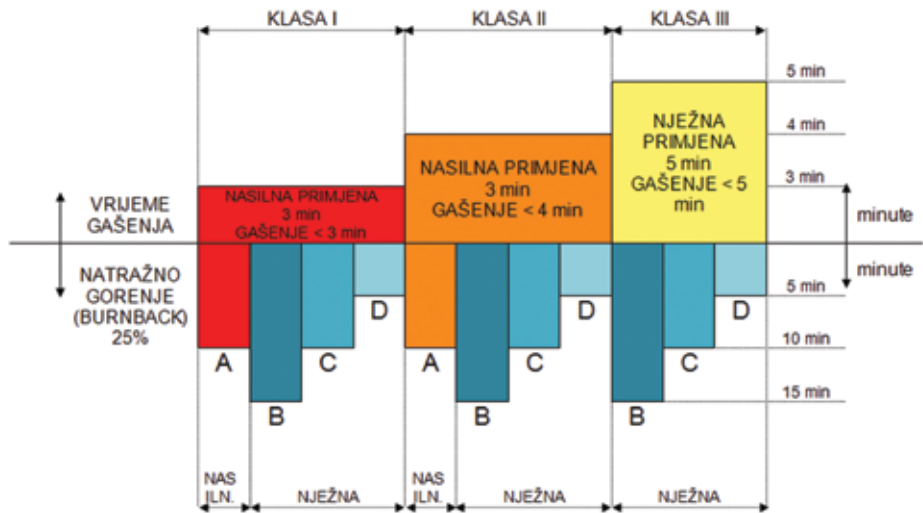 KLASA I
KLASA II
KLASA III
5 min
4 min
3 min
NJEŽNA
PRIMJENA
5 min
GAŠENJE < 5
min
NASILNA PRIMJENA
3 min
GAŠENJE < 4 min
NASILNA PRIMJENA
3 min
GAŠENJE < 3 min
VRIJEME
GAŠENJA
minute
minute
NATRAŽNO
GORENJE
(BURNBACK)
25%
5 min
10 min
15 min
A
B
C
D
A
B
C
D
B
C
D
NAS
ILN.
NJEŽNA
NAS
ILN.
NJEŽNA
NJEŽNA